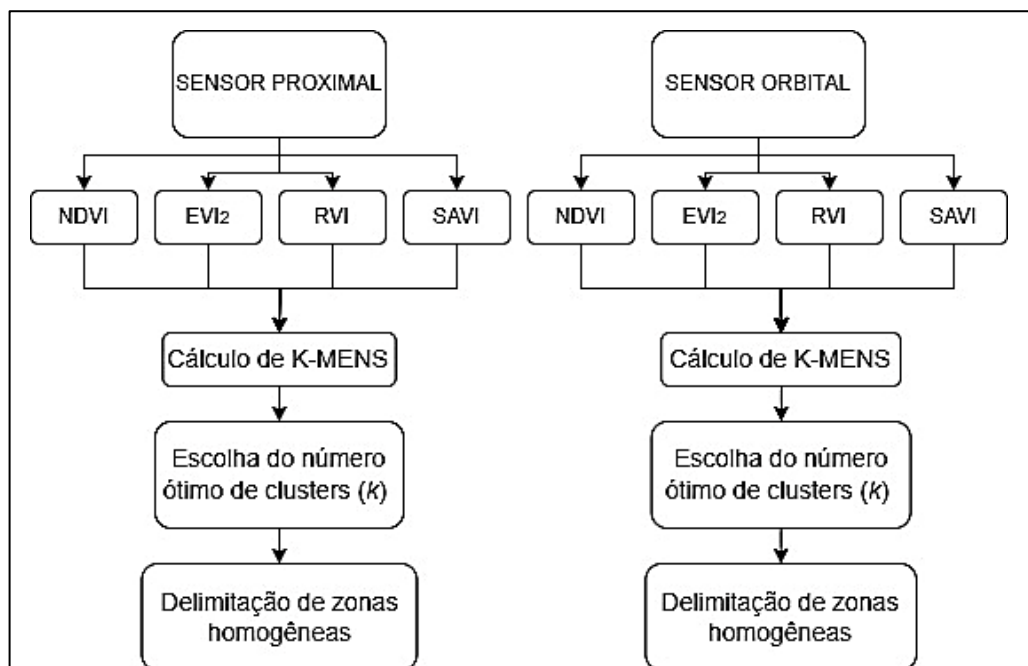 SENSOR PROXIMAL
NDVI
EVI2
RVI
SAVI
Cálculo de K-MENS
Escolha do número
ótimo de clusters (k)
Delimitação de zonas
homogêneas
SENSOR ORBITAL
NDVI
EVI2
RVI
SAVI
Cálculo de K-MENS
Escolha do número
ótimo de clusters (k)
Delimitação de zonas
homogêneas